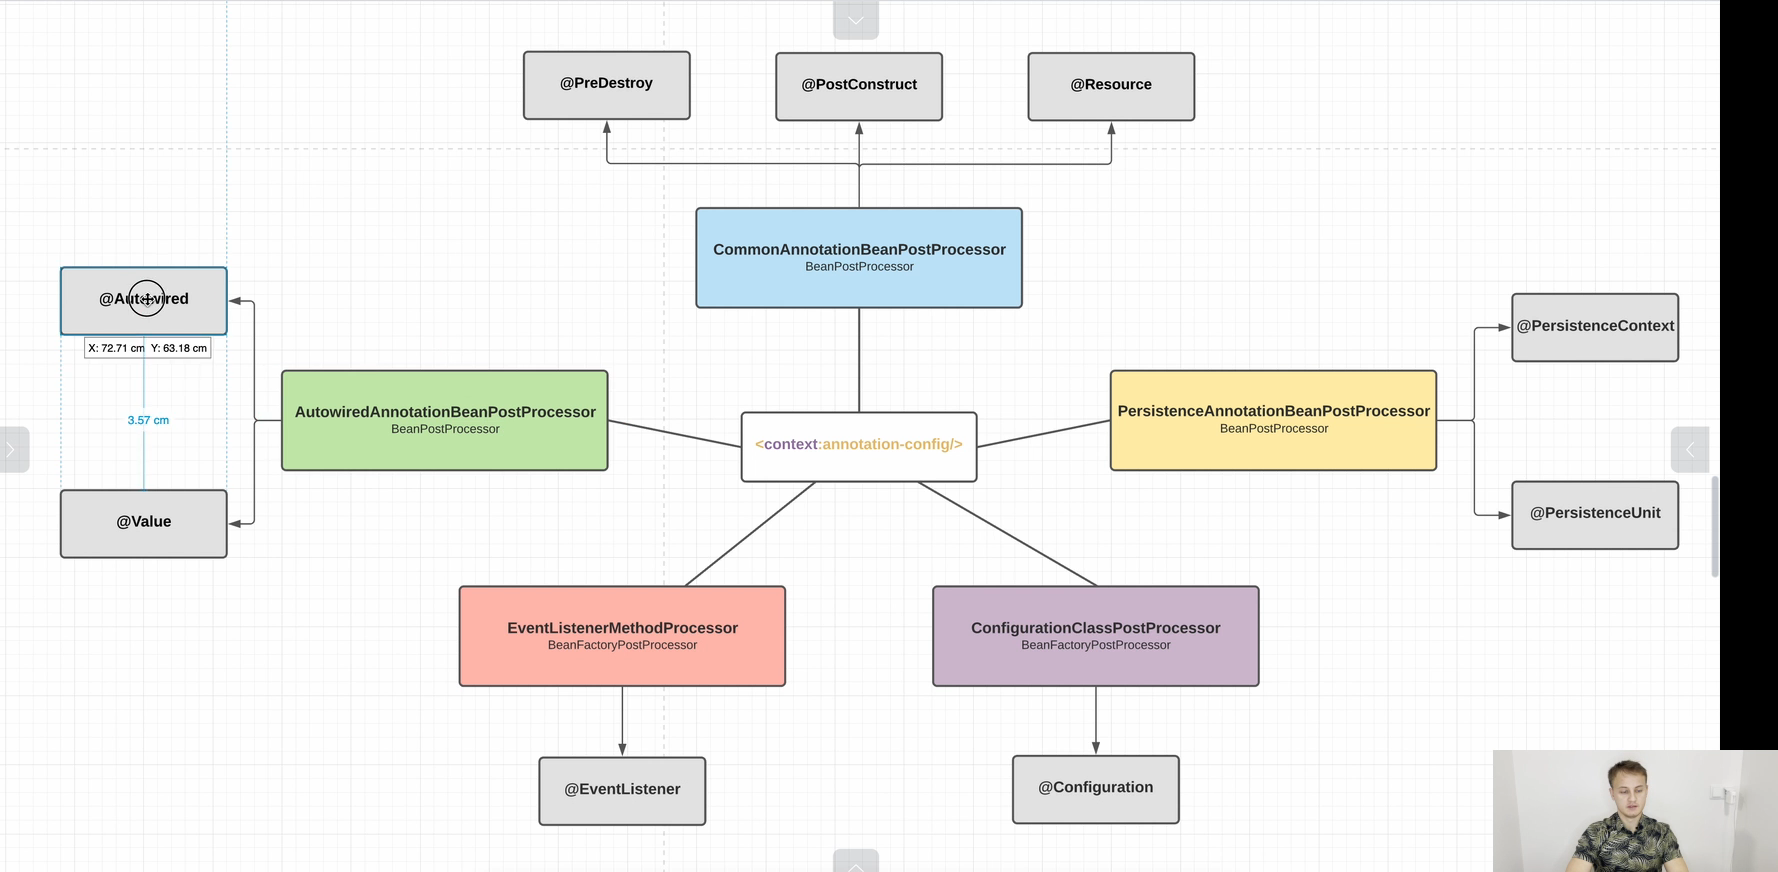 @PreDestroy
@PostConstruct
@Resource
CommonAnnotationBeanPostProcessor
BeanPostProcessor
@Autowired
X: 72.71 cm Y: 63.18 cm
3.57 cm
@Value
AutowiredAnnotationBeanPostProcessor
BeanPostProcessor
<context:annotation-config/>
PersistenceAnnotationBeanPostProcessor
BeanPostProcessor
@PersistenceContext
@PersistenceUnit
EventListenerMethodProcessor
BeanFactoryPostProcessor
ConfigurationClassPostProcessor
BeanFactoryPostProcessor
@EventListener
@Configuration